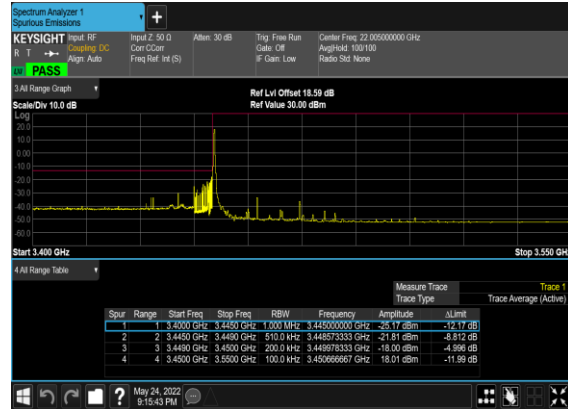 Spectrum Analyzer 1
Spurious Emissions
KEYSIGHT
R T
PASS
Input: RF
Coupling: DC
Align: Auto
Input Z: 50 Ω
Corr CCorr
Freq Ref: Int (S)
Atten: 30 dB
Trig: Free Run
Gate: Off
IF Gain: Low
Center Freq: 22.005000000 GHz
Avg|Hold: 100/100
Radio Std: None
3 All Range Graph
Scale/Div 10.0 dB
Ref Lvl Offset 18.59 dB
Ref Value 30.00 dBm
Log
20.0
10.0
0.00
-10.0
-20.0
-30.0
-40.0
-50.0
-60.0
Start 3.400 GHz
Stop 3.550 GHz
4 All Range Table
Measure Trace Trace 1
Trace Type Trace Average (Active)
Spur Range Start Freq Stop Freq RBW Frequency Amplitude ΔLimit
1 1 3.4000 GHz 3.4450 GHz 1.000 MHz 3.445000000 GHz -25.17 dBm -12.17 dB
2 2 3.4450 GHz 3.4490 GHz 510.0 kHz 3.448573333 GHz -21.81 dBm -8.812 dB
3 3 3.4490 GHz 3.4500 GHz 200.0 kHz 3.449978333 GHz -18.00 dBm -4.996 dB
4 4 3.4500 GHz 3.5500 GHz 100.0 kHz 3.450666667 GHz 18.01 dBm -11.99 dB
May 24, 2022
9:15:43 PM